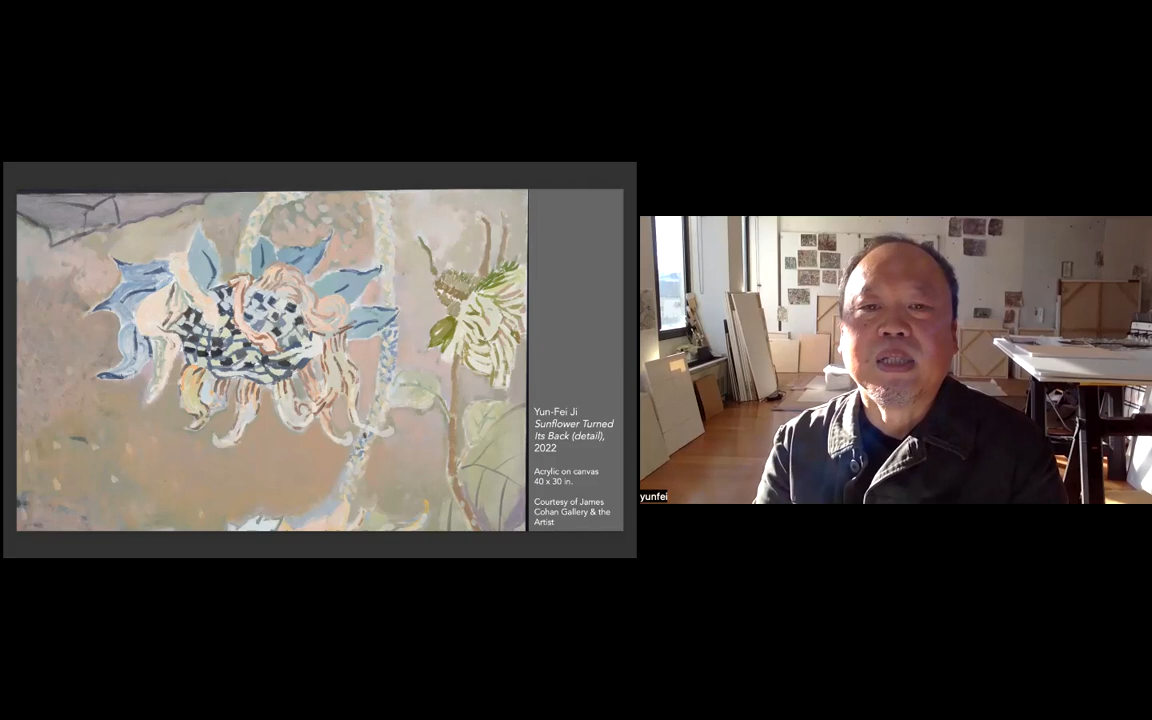 Yun-Fei Ji
Sunflower Turned
Its Back (detail),
2022
Acrylic on canvas
40 x 30 in.
Courtesy of James
Cohan Gallery & the
Artist
yunfei